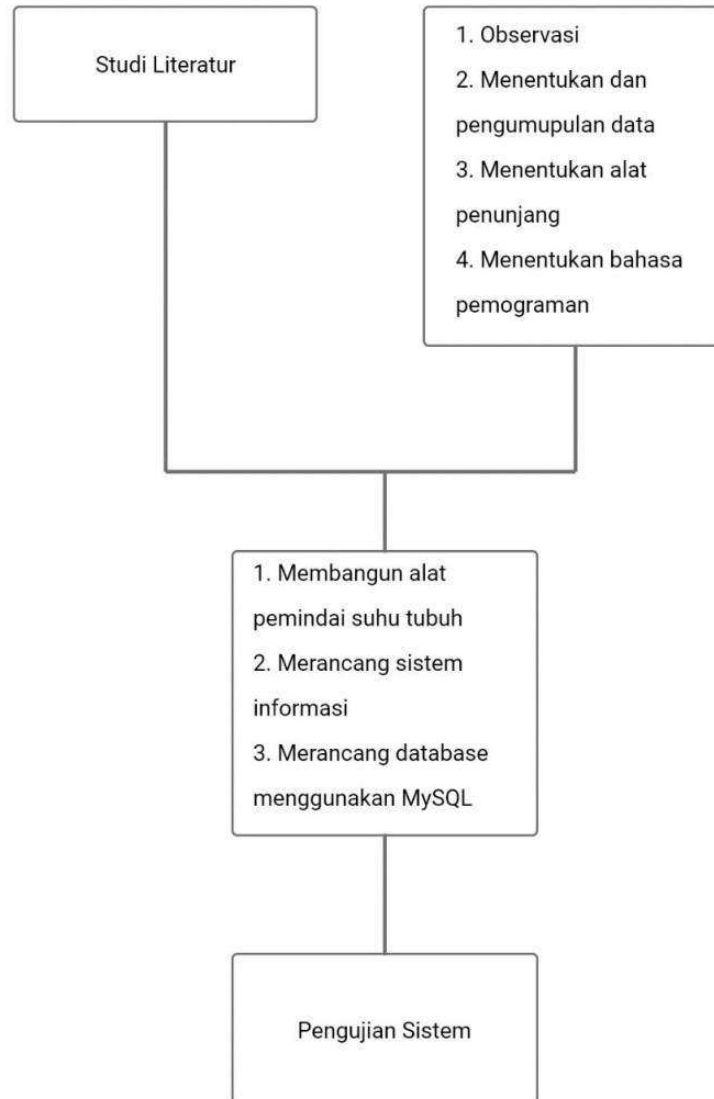 Studi Literatur
1. Observasi
2. Menentukan dan
pengumupulan data
3. Menentukan alat
penunjang
4. Menentukan bahasa
pemograman
1. Membangun alat
pemindai suhu tubuh
2. Merancang sistem
informasi
3. Merancang database
menggunakan MySQL
Pengujian Sistem